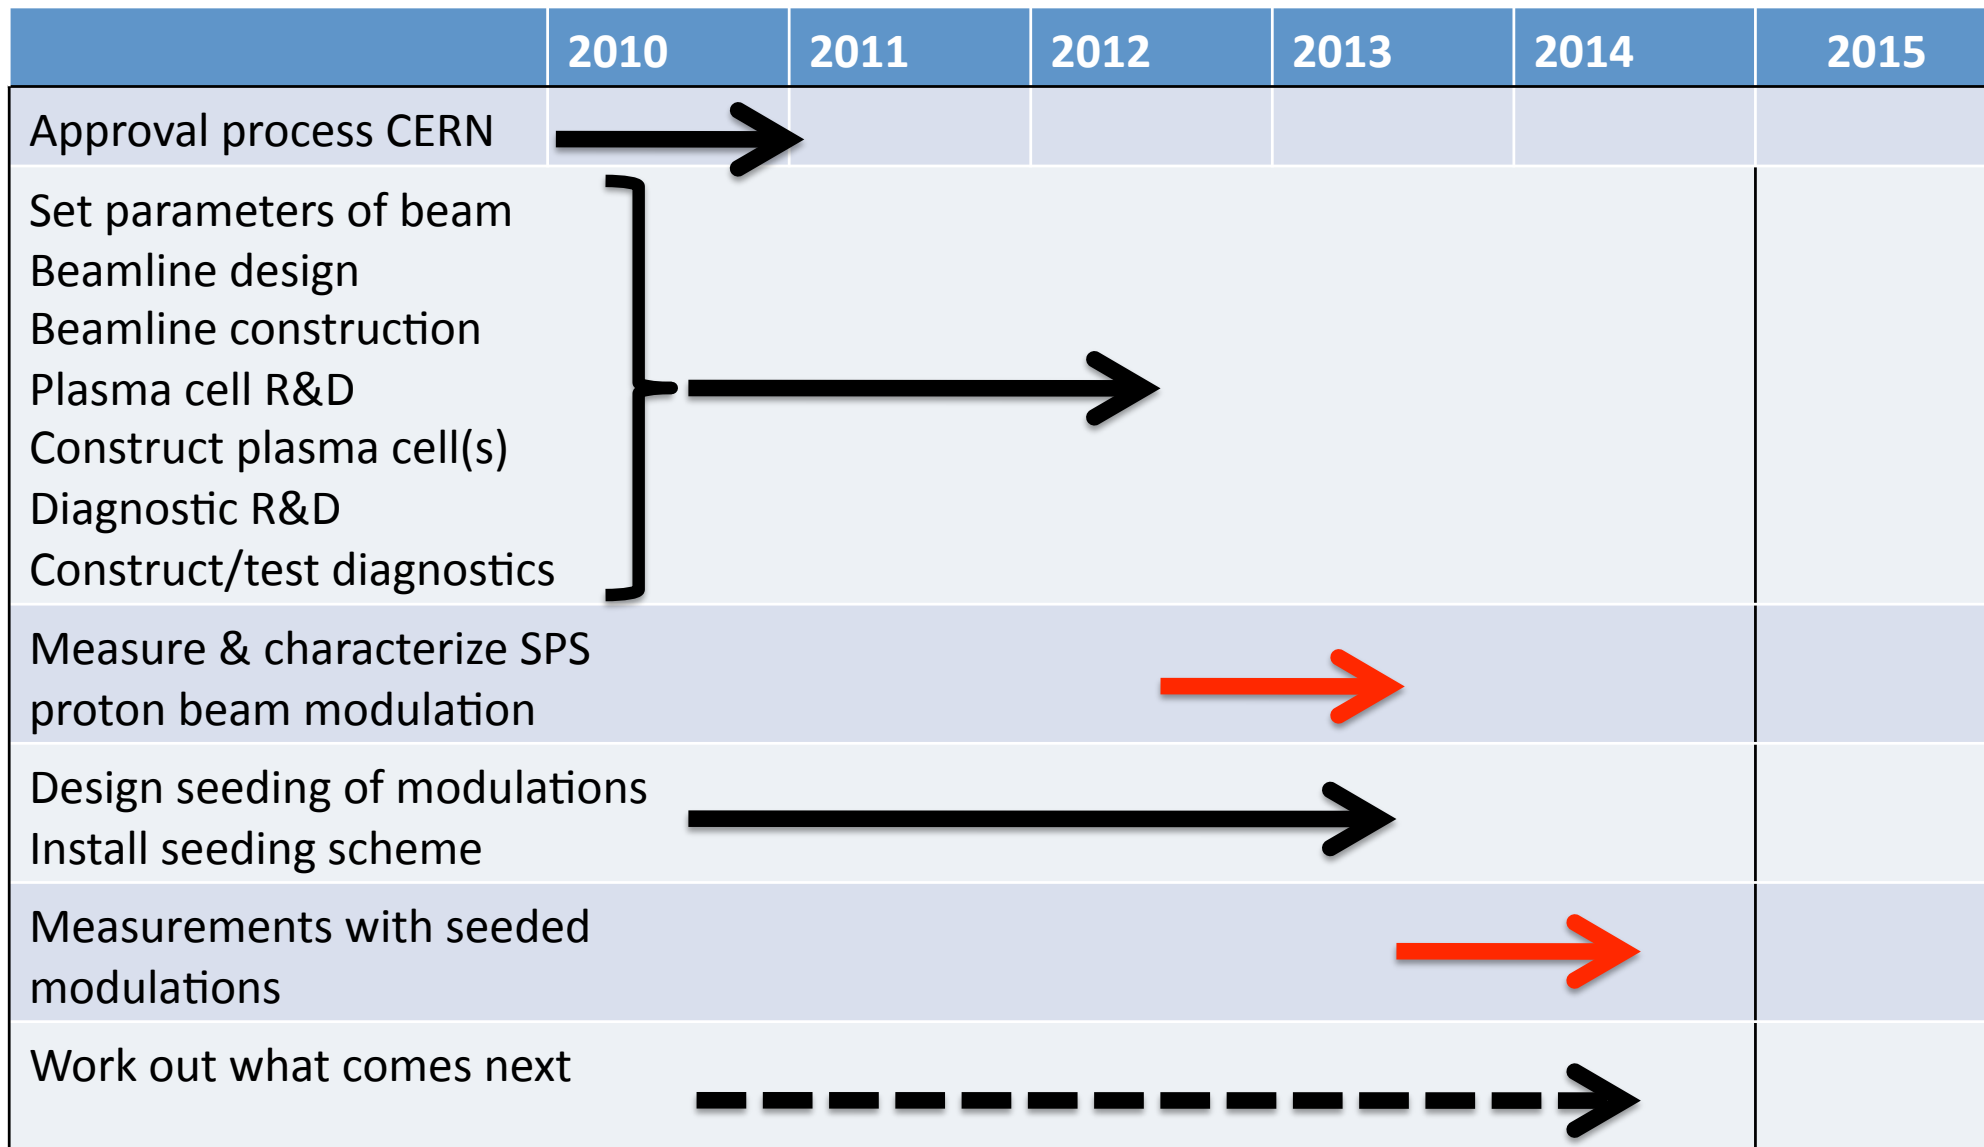 2010 2011 2012 2013 2014 2015
Approval process CERN
Set parameters of beam
Beamline design
Beamline construction
Plasma cell R&D
Construct plasma cell(s)
Diagnostic R&D
Construct/test diagnostics
Measure & characterize SPS
proton beam modulation
Design seeding of modulations
Install seeding scheme
Measurements with seeded
modulations
Work out what comes next